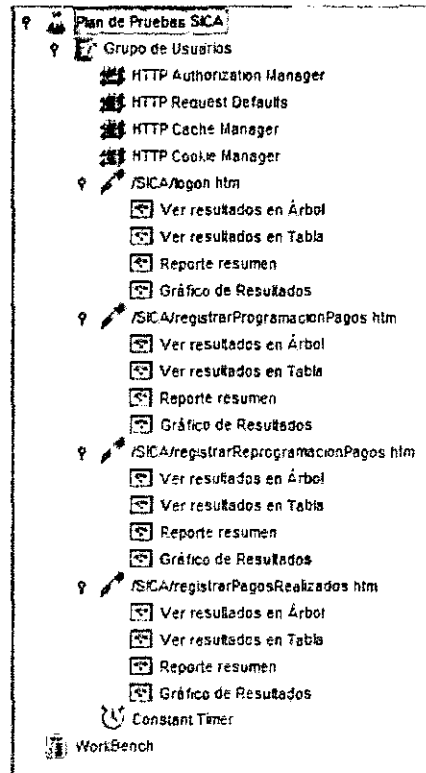 Plan de Pruebas SICA
Grupo de Usuarios
HTTP Authorization Manager
HTTP Request Defaults
HTTP Cache Manager
HTTP Cookie Manager
/SICA/logon htm
Ver resultados en Árbol
Ver resultados en Tabla
Reporte resumen
Gráfico de Resultados
/SICA/registrarProgramacionPagos htm
Ver resultados en Árbol
Ver resultados en Tabla
Reporte resumen
Gráfico de Resultados
/SICA/registrarReprogramacionPagos htm
Ver resultados en Árbol
Ver resultados en Tabla
Reporte resumen
Gráfico de Resultados
/SICA/registrarPagosRealizados htm
Ver resultados en Árbol
Ver resultados en Tabla
Reporte resumen
Gráfico de Resultados
Constant Timer
WorkBench